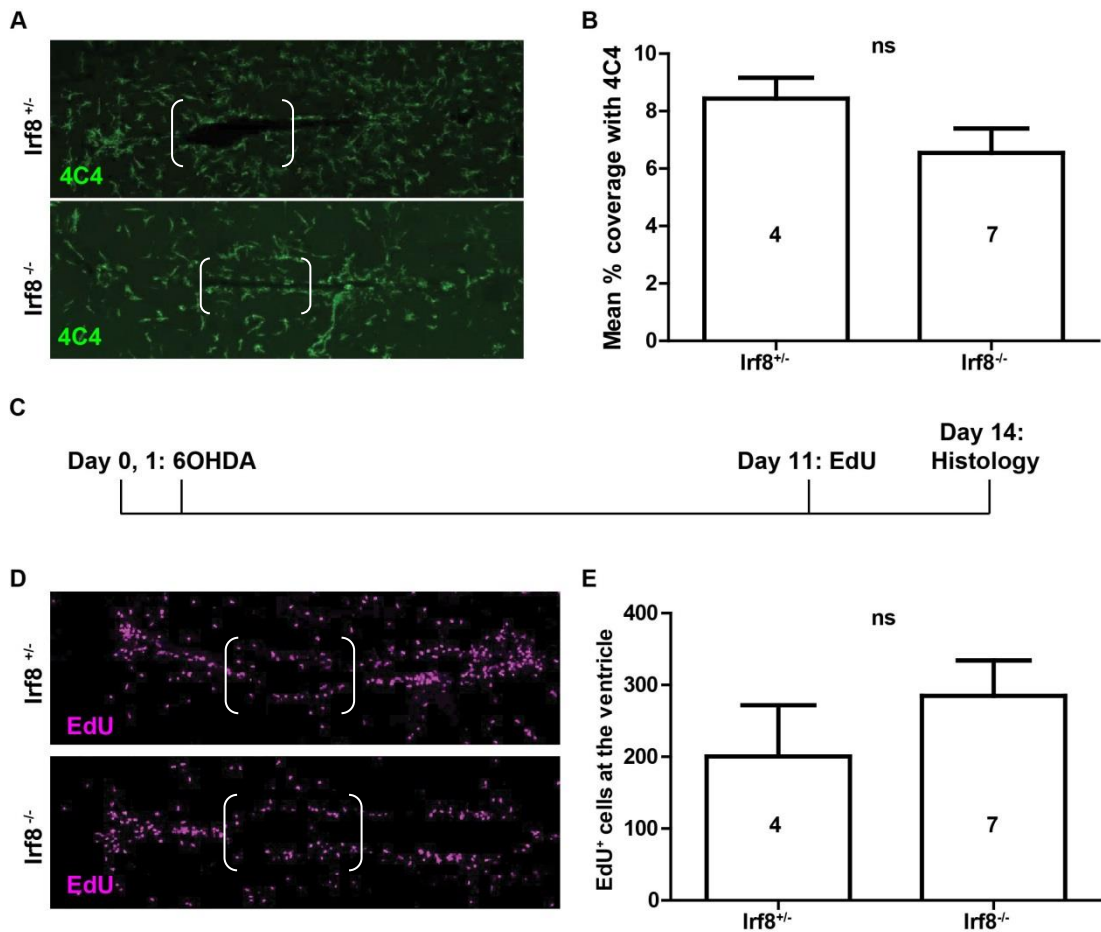 A
Irf8 +/-
4C4
Irf8 -/-
4C4
B
ns
Mean % coverage with 4C4
10
8
6
4
2
0
4
7
Irf8+/-
Irf8-/-
C
Day 0, 1: 6OHDA
Day 11: EdU
Day 14:
Histology
D
Irf8 +/-
EdU
Irf8 -/-
EdU
E
ns
EdU+ cells at the ventricle
400
300
200
100
0
4
7
Irf8+/-
Irf8-/-